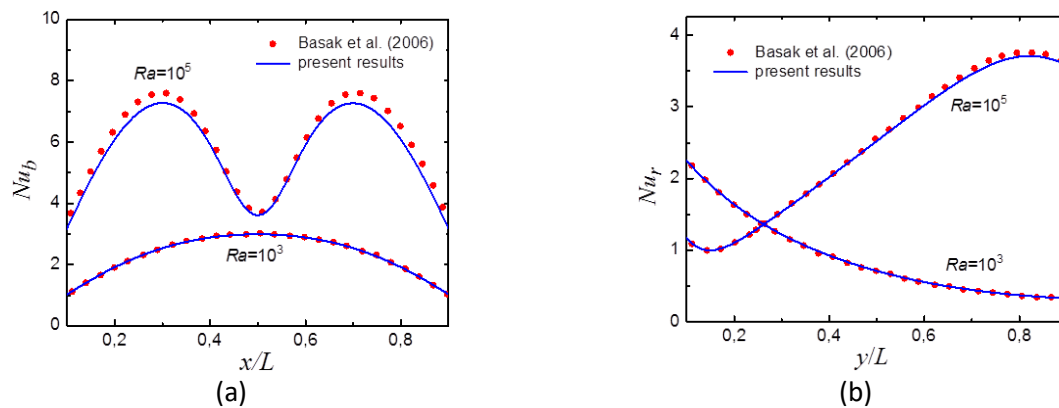 10
8
6
4
2
0
Nu_b
Basak et al. (2006)
present results
Ra=10^5
Ra=10^3
0,2 0,4 0,6 0,8
x/L
(a)
4
3
2
1
0
Nu_r
Basak et al. (2006)
present results
Ra=10^5
Ra=10^3
0,2 0,4 0,6 0,8
y/L
(b)